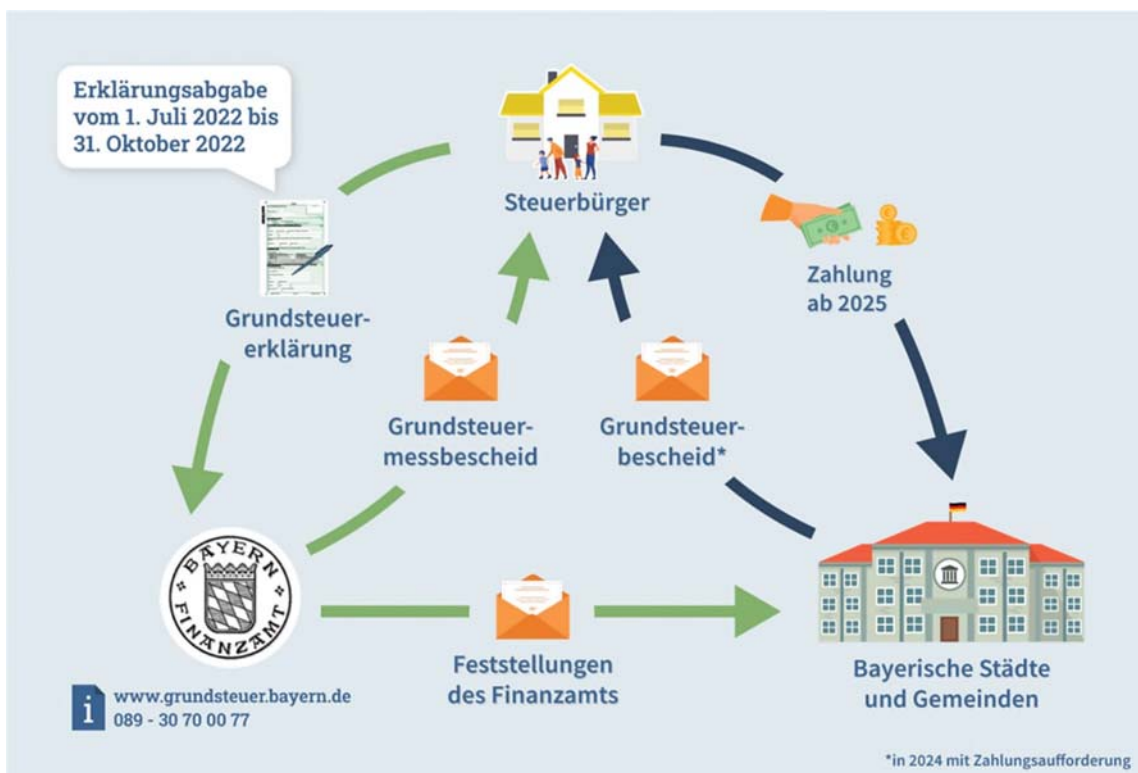 Erklärungsabgabe
vom 1. Juli 2022 bis
31. Oktober 2022
Steuerbürger
Grundsteuer-
erklärung
Zahlung
ab 2025
Grundsteuer-
messbescheid
Grundsteuer-
bescheid*
BAYERN
FINANZAMT
Feststellungen
des Finanzamts
Bayerische Städte
und Gemeinden
i
www.grundsteuer.bayern.de
089 - 30 70 00 77
*in 2024 mit Zahlungsaufforderung